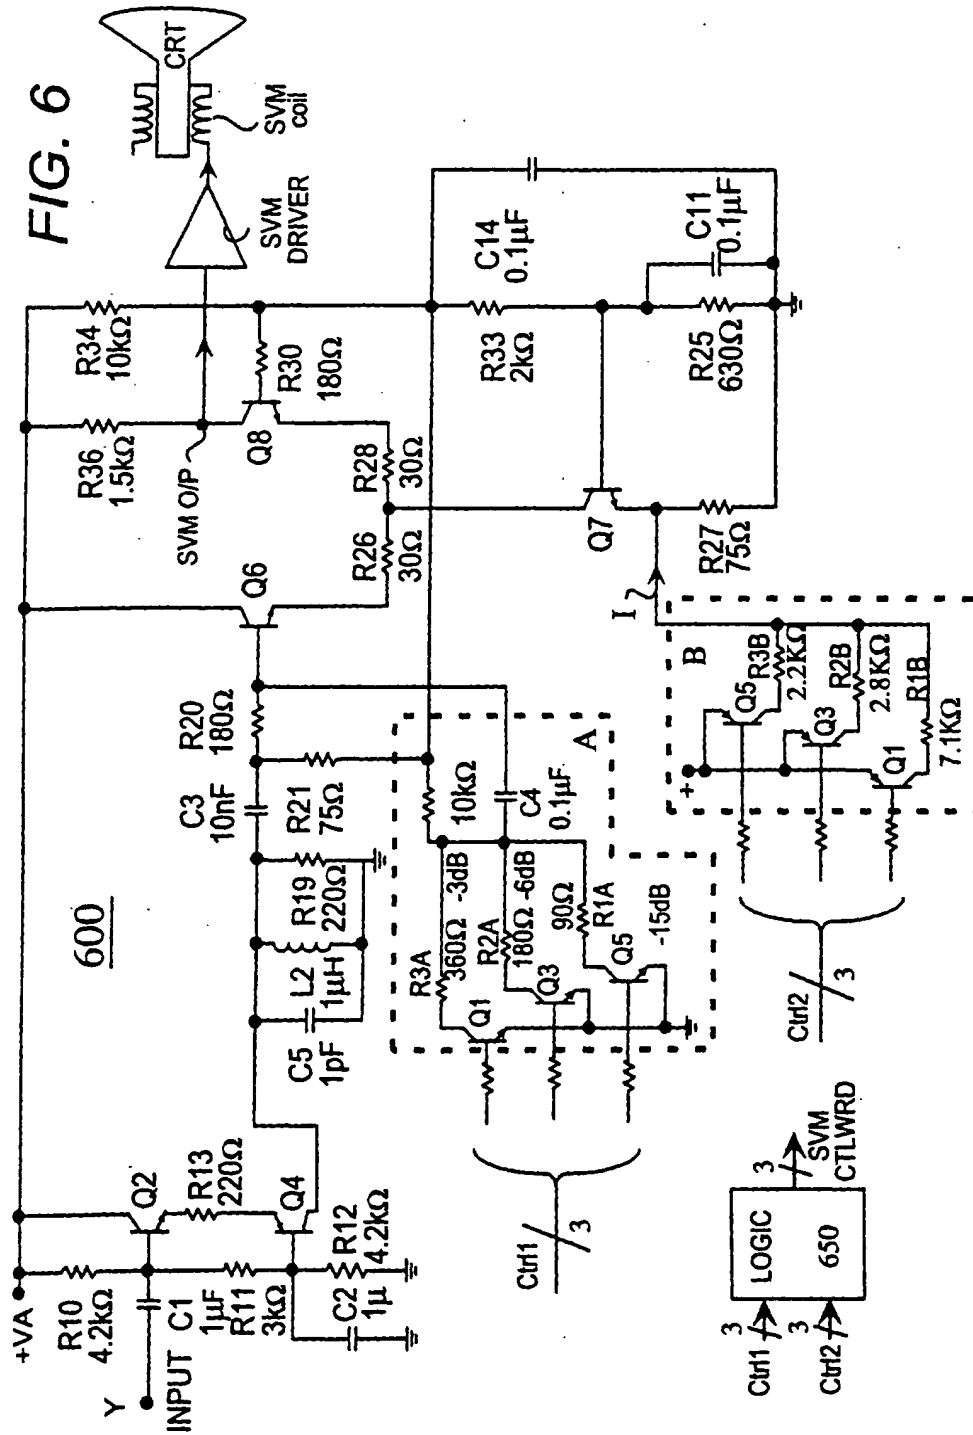 FIG. 6
600
+VA
R10
4.2kΩ
Y
INPUT
C1
1µF
R11
3kΩ
C2
1µ
R12
4.2kΩ
Q2
R13
220Ω
Q4
C5
1pF
L2
1µH
R19
220Ω
C3
10nF
R21
75Ω
R20
180Ω
Q6
R26
30Ω
R28
30Ω
SVM O/P
R36
1.5kΩ
R34
10kΩ
Q8
R30
180Ω
SVM
DRIVER
SVM
coil
CRT
C14
0.1µF
R33
2kΩ
C11
0.1µF
R25
630Ω
Q7
R27
75Ω
I
A
10kΩ
C4
0.1µF
R3A
360Ω
-3dB
R2A
180Ω
-6dB
90Ω
R1A
-15dB
Q1
Q3
Q5
Ctrl1
3
B
+
Q5
R3B
2.2KΩ
Q3
R2B
2.8KΩ
Q1
R1B
7.1KΩ
Ctrl2
3
Ctrl1
3
Ctrl2
3
LOGIC
650
3
SVM
CTLWRD